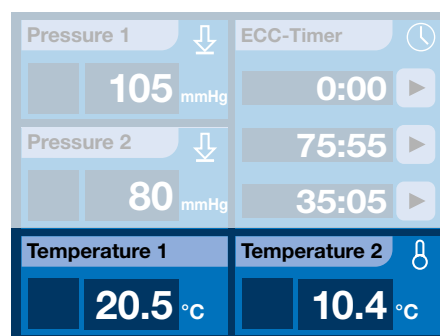 Pressure 1
ECC-Timer
105 mmHg
0:00
Pressure 2
75:55
80 mmHg
35:05
Temperature 1
Temperature 2
20.5 °C
10.4 °C